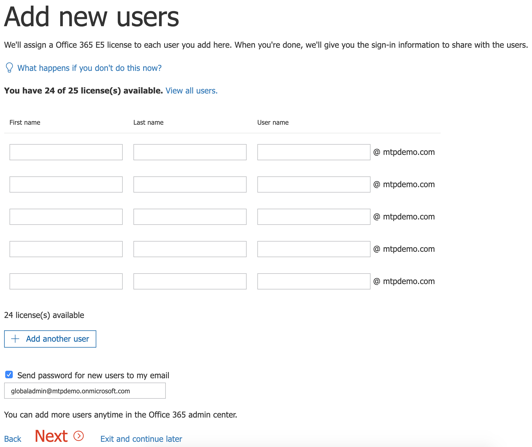 Add new users
We'll assign a Office 365 E5 license to each user you add here. When you're done, we'll give you the sign-in information to share with the users.
What happens if you don't do this now?
You have 24 of 25 license(s) available. View all users.
First name Last name User name
@ mtpdemo.com
@ mtpdemo.com
@ mtpdemo.com
@ mtpdemo.com
@ mtpdemo.com
24 license(s) available
+ Add another user
Send password for new users to my email
globaladmin@mtpdemo.onmicrosoft.com
You can add more users anytime in the Office 365 admin center.
Back Next Exit and continue later